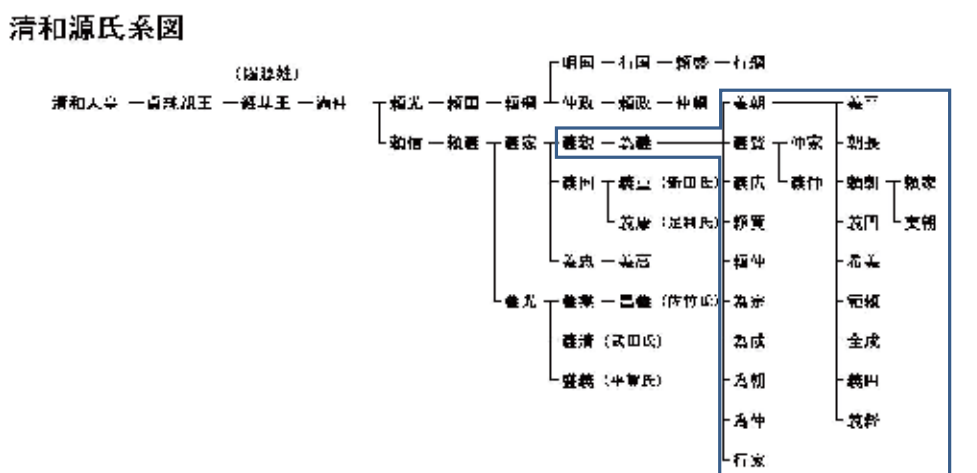 清和源氏系図
明国 行国 頼盛 行綱
清和天皇 貞純親王 経基王 満仲 頼光 頼国 頼綱 仲政 頼政 仲綱 義朝 義平
頼信 頼義 義家 義親 為義 義賢 仲家 朝長
義国 義重 (新田氏) 義広 義仲 頼朝 頼家
義康 (足利氏) 頼賢 義門 実朝
義忠 義高 頼仲 希義
義光 義業 昌義 (佐竹氏) 為宗 範頼
義清 (武田氏) 為成 全成
盛義 (平賀氏) 為朝 義円
為仲 義経
行家